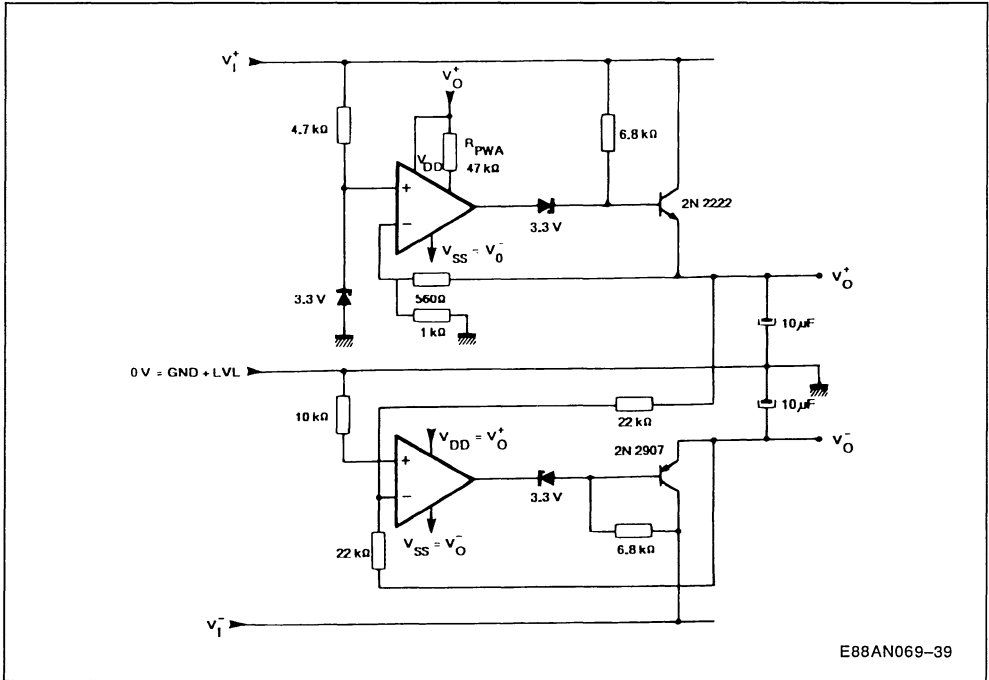 V_I^+
V_O^+
4.7 kΩ
R_PWA
47 kΩ
V_DD
6.8 kΩ
+
−
2N 2222
3.3 V
V_SS = V_0^-
3.3 V
560Ω
1 kΩ
V_O^+
10 µF
0 V = GND + LVL
10 kΩ
22 kΩ
10 µF
V_DD = V_O^+
2N 2907
V_O^-
+
−
3.3 V
22 kΩ
V_SS = V_O^-
6.8 kΩ
V_I^-
E88AN069–39